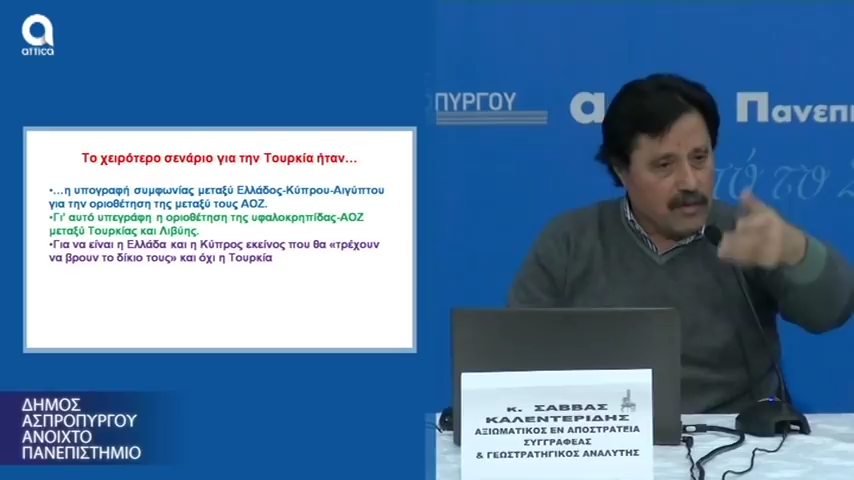 attica
Το χειρότερο σενάριο για την Τουρκία ήταν…
•…η υπογραφή συμφωνίας μεταξύ Ελλάδος-Κύπρου-Αιγύπτου
για την οριοθέτηση της μεταξύ τους ΑΟΖ.
•Γι' αυτό υπεγράφη η οριοθέτηση της υφαλοκρηπίδας-ΑΟΖ
μεταξύ Τουρκίας και Λιβύης.
•Για να είναι η Ελλάδα και η Κύπρος εκείνος που θα «τρέχουν
να βρουν το δίκιο τους» και όχι η Τουρκία
ΔΗΜΟΣ
ΑΣΠΡΟΠΥΡΓΟΥ
ΑΝΟΙΧΤΟ
ΠΑΝΕΠΙΣΤΗΜΙΟ
ΠΥΡΓΟΥ
Πανεπ
το
κ. ΣΑΒΒΑΣ
ΚΑΛΕΝΤΕΡΙΔΗΣ
ΑΞΙΩΜΑΤΙΚΟΣ ΕΝ ΑΠΟΣΤΡΑΤΕΙΑ
ΣΥΓΓΡΑΦΕΑΣ
& ΓΕΩΣΤΡΑΤΗΓΙΚΟΣ ΑΝΑΛΥΤΗΣ